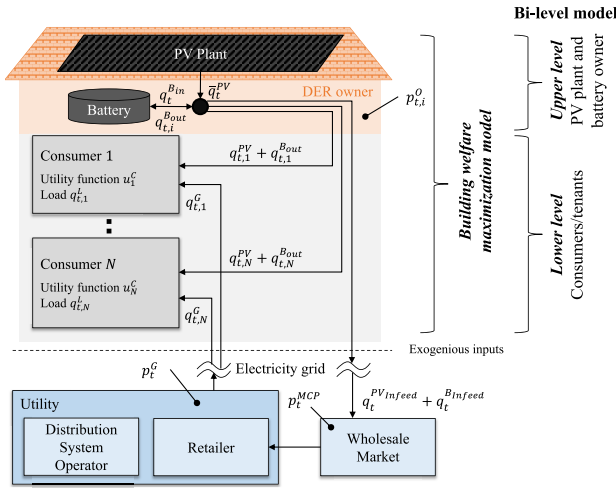 Bi-level model
PV Plant
DER owner
Battery
q_t^{B_{in}}
q̅_t^{PV}
q_{t,i}^{B_{out}}
p_{t,i}^{O}
Building welfare
maximization model
Upper level
PV plant and
battery owner
Consumer 1
Utility function u_1^C
Load q_{t,1}^L
q_{t,1}^{PV} + q_{t,1}^{B_{out}}
q_{t,1}^G
Lower level
Consumers/tenants
Consumer N
Utility function u_N^C
Load q_{t,N}^L
q_{t,N}^{PV} + q_{t,N}^{B_{out}}
q_{t,N}^G
Exogenious inputs
Electricity grid
p_t^G
p_t^{MCP}
q_t^{PV_{Infeed}} + q_t^{B_{Infeed}}
Utility
Distribution
System
Operator
Retailer
Wholesale
Market